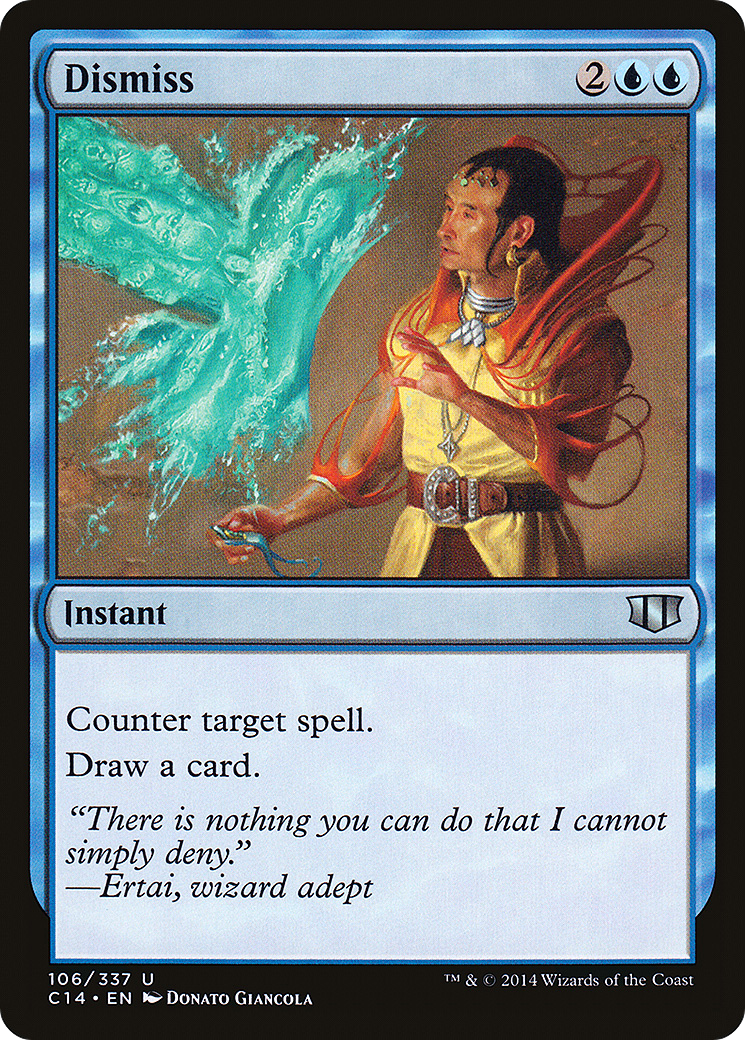 Dismiss 2
Instant
Counter target spell.
Draw a card.
“There is nothing you can do that I cannot
simply deny.”
—Ertai, wizard adept
106/337 U
™ & © 2014 Wizards of the Coast
C14 • EN Donato Giancola